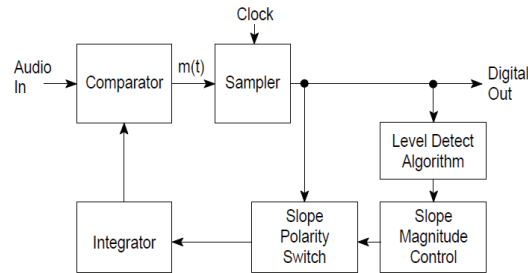 Clock
Audio
In
Comparator
m(t)
Sampler
Digital
Out
Level Detect
Algorithm
Integrator
Slope
Polarity
Switch
Slope
Magnitude
Control